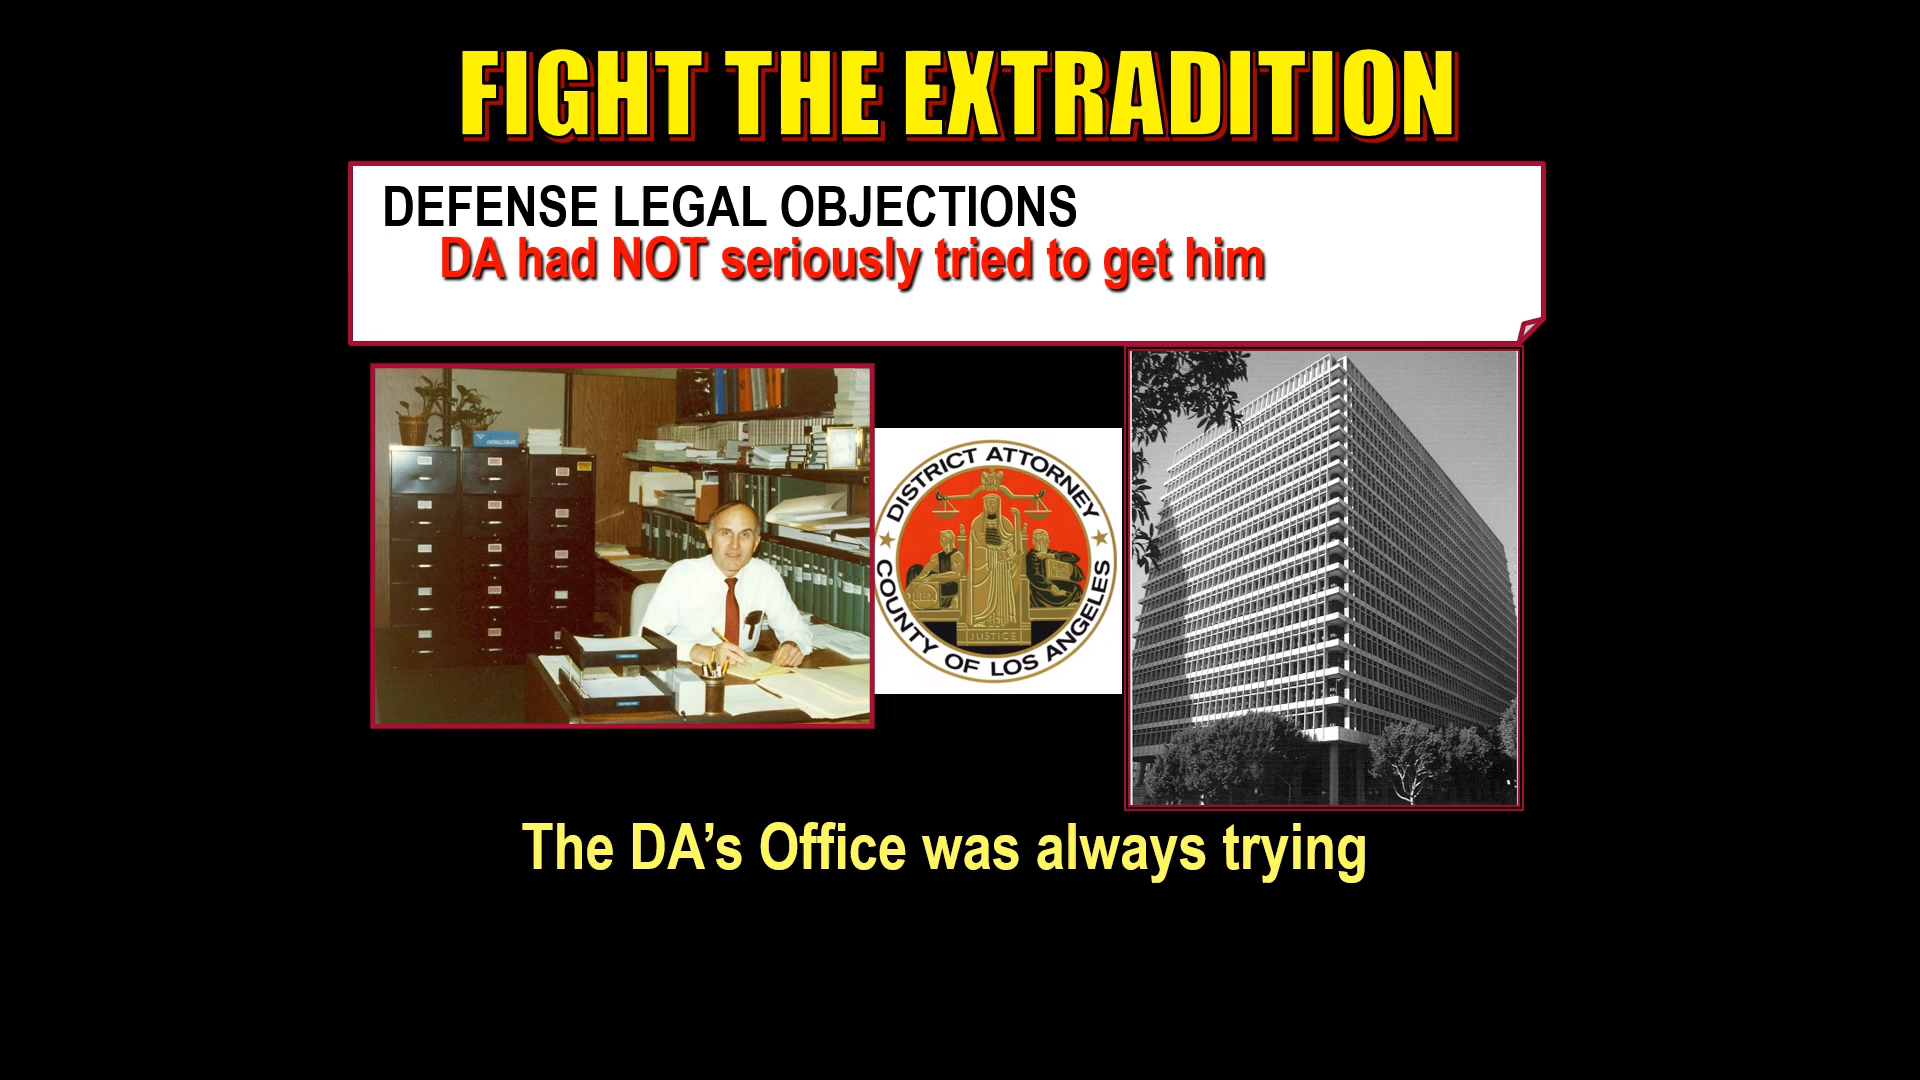 FIGHT THE EXTRADITION
DEFENSE LEGAL OBJECTIONS
DA had NOT seriously tried to get him
DISTRICT ATTORNEY
COUNTY OF LOS ANGELES
LEX
JUSTICE
The DA’s Office was always trying